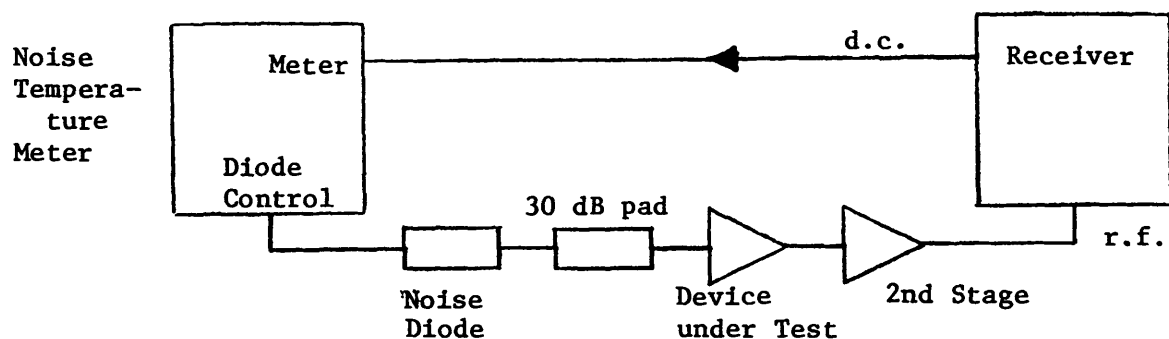 Noise
Tempera-
ture
Meter
Meter
Diode
Control
d.c.
Receiver
30 dB pad
r.f.
Noise
Diode
Device
under Test
2nd Stage